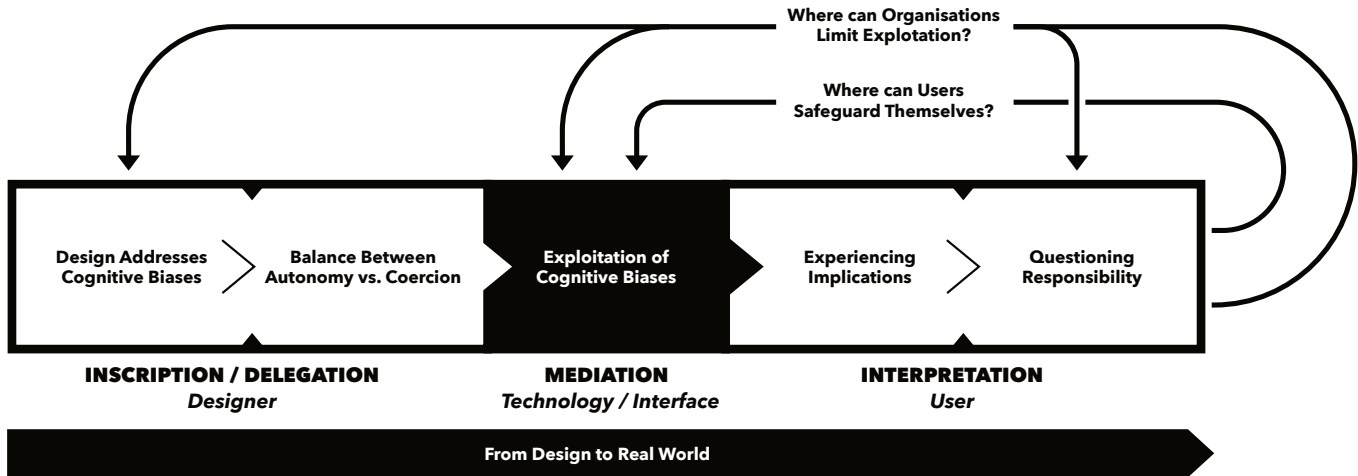 Where can Organisations
Limit Explotation?
Where can Users
Safeguard Themselves?
Design Addresses
Cognitive Biases
Balance Between
Autonomy vs. Coercion
Exploitation of
Cognitive Biases
Experiencing
Implications
Questioning
Responsibility
INSCRIPTION / DELEGATION
Designer
MEDIATION
Technology / Interface
INTERPRETATION
User
From Design to Real World